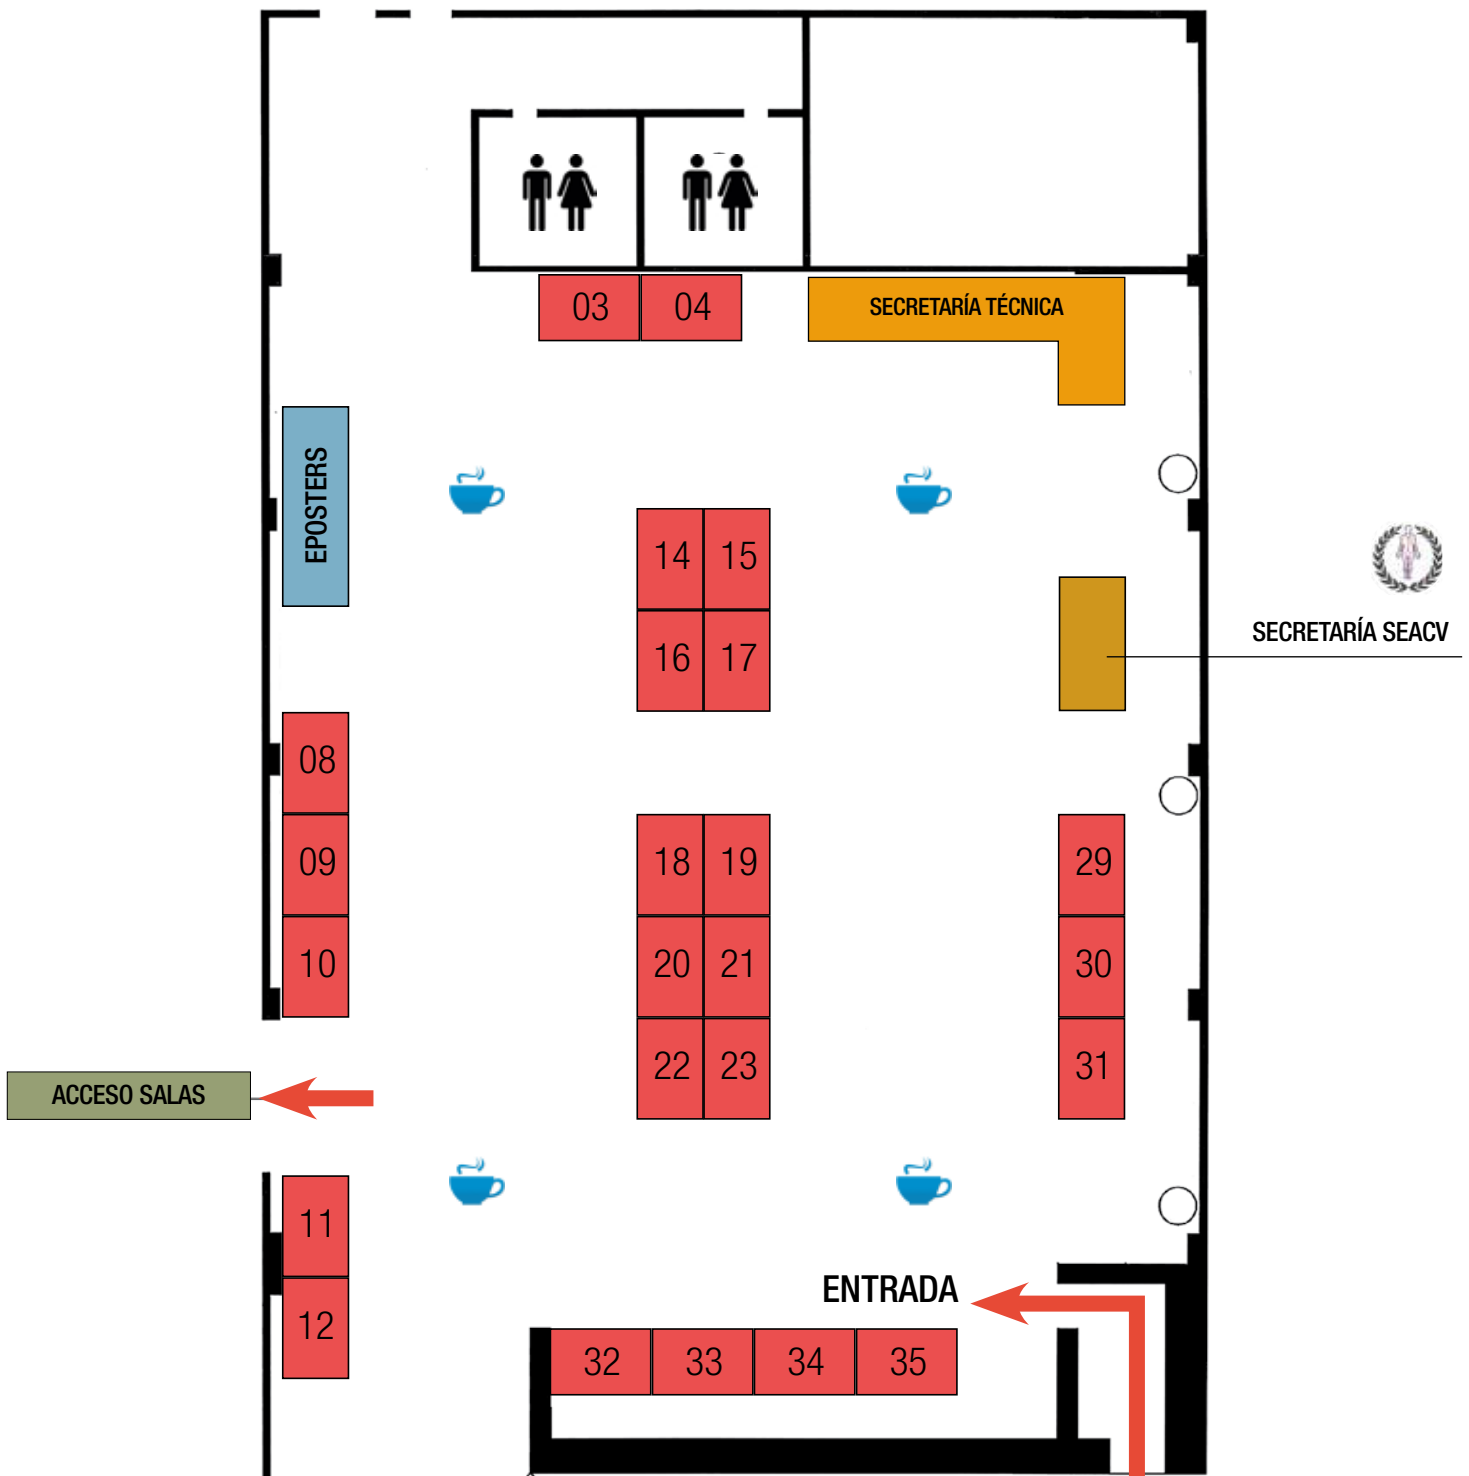 03 04
SECRETARÍA TÉCNICA
EPOSTERS
14 15
16 17
SECRETARÍA SEACV
08
09
10
18 19
20 21
22 23
29
30
31
ACCESO SALAS
11
12
ENTRADA
32 33 34 35